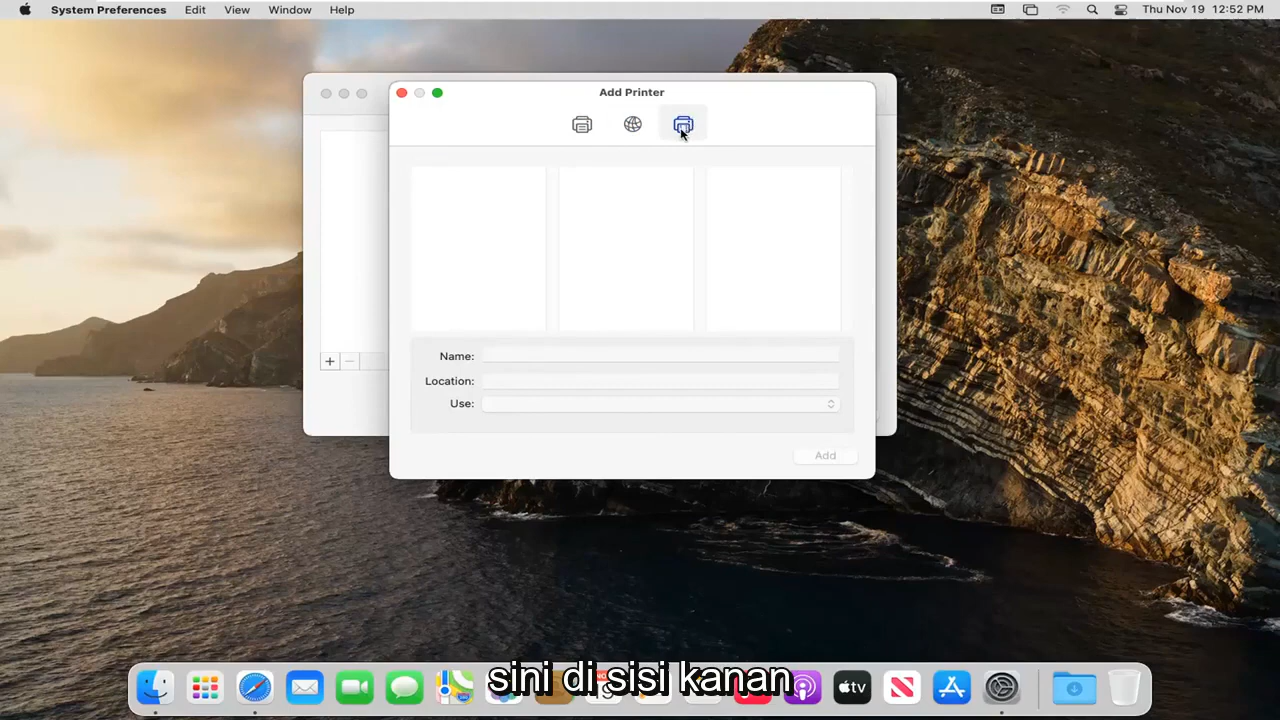 System Preferences Edit View Window Help Thu Nov 19 12:52 PM
Add Printer
Name:
Location:
Use:
Add
sini di sisi kanan
tv